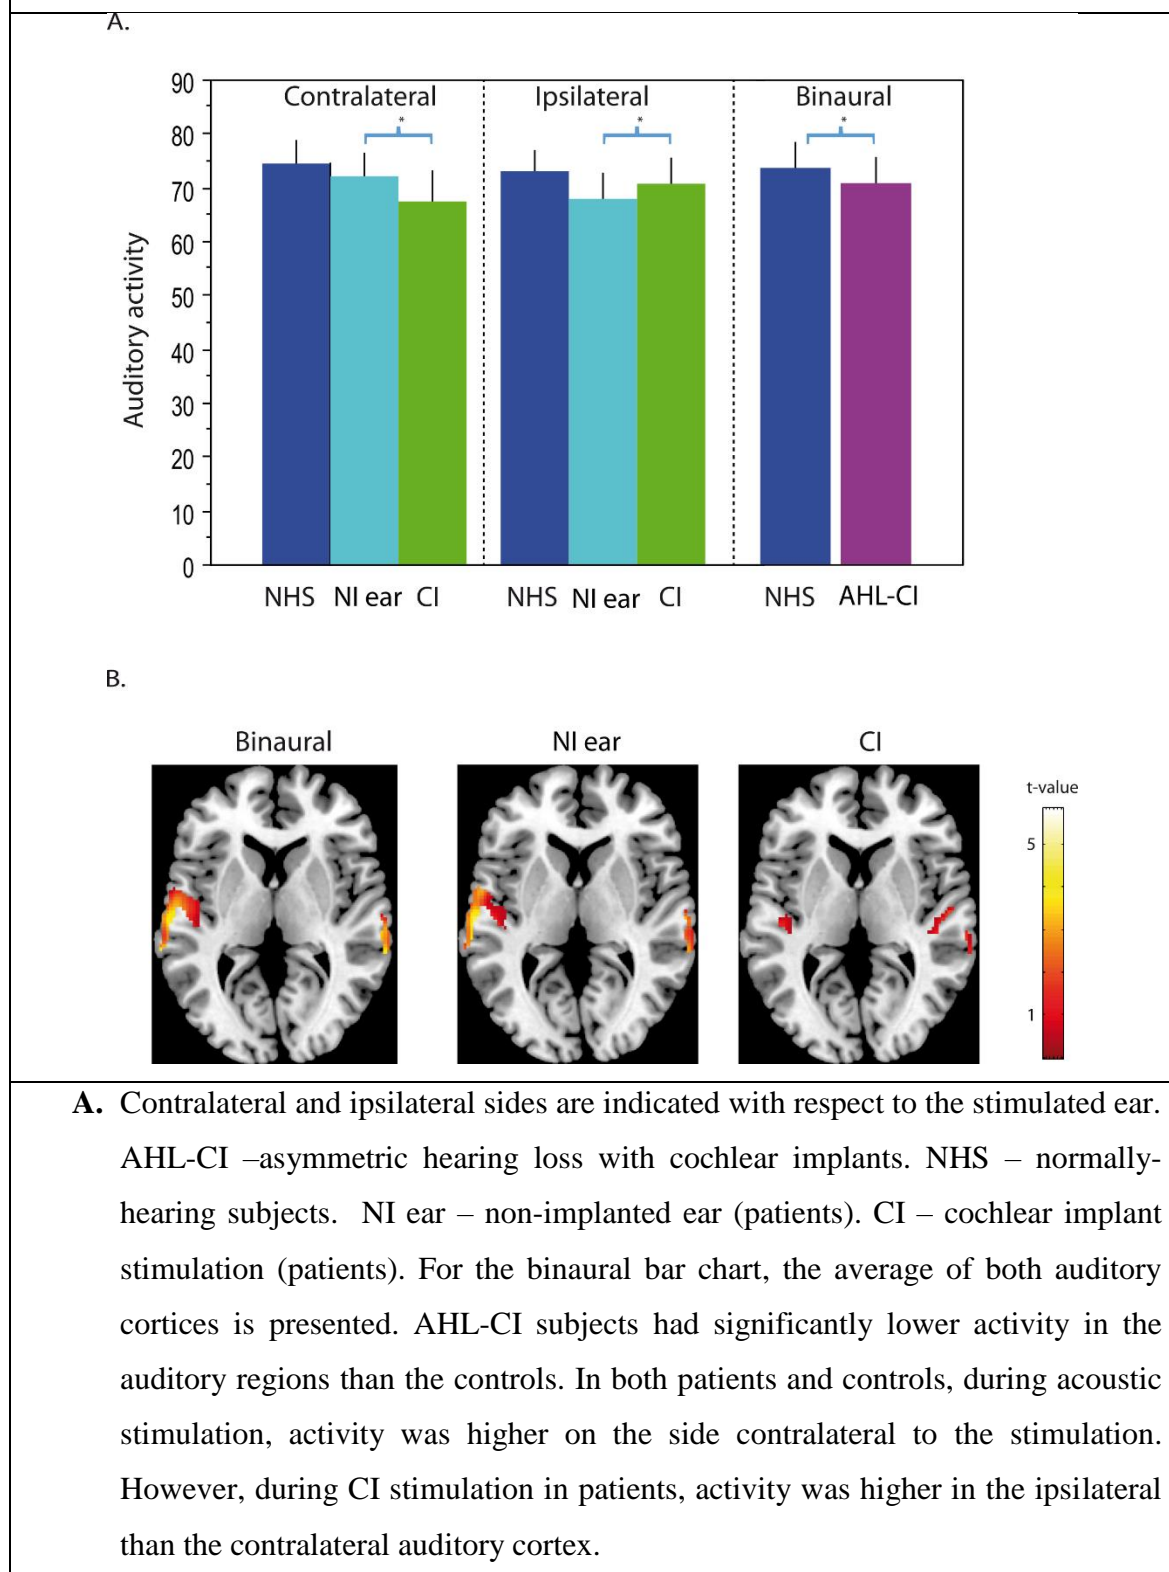 A.
90
80
70
60
50
40
30
20
10
0
Auditory activity
Contralateral Ipsilateral Binaural
* * *
NHS NI ear CI NHS NI ear CI NHS AHL-CI
B.
Binaural NI ear CI
t-value
5
1
A. Contralateral and ipsilateral sides are indicated with respect to the stimulated ear.
AHL-CI –asymmetric hearing loss with cochlear implants. NHS – normally-
hearing subjects. NI ear – non-implanted ear (patients). CI – cochlear implant
stimulation (patients). For the binaural bar chart, the average of both auditory
cortices is presented. AHL-CI subjects had significantly lower activity in the
auditory regions than the controls. In both patients and controls, during acoustic
stimulation, activity was higher on the side contralateral to the stimulation.
However, during CI stimulation in patients, activity was higher in the ipsilateral
than the contralateral auditory cortex.